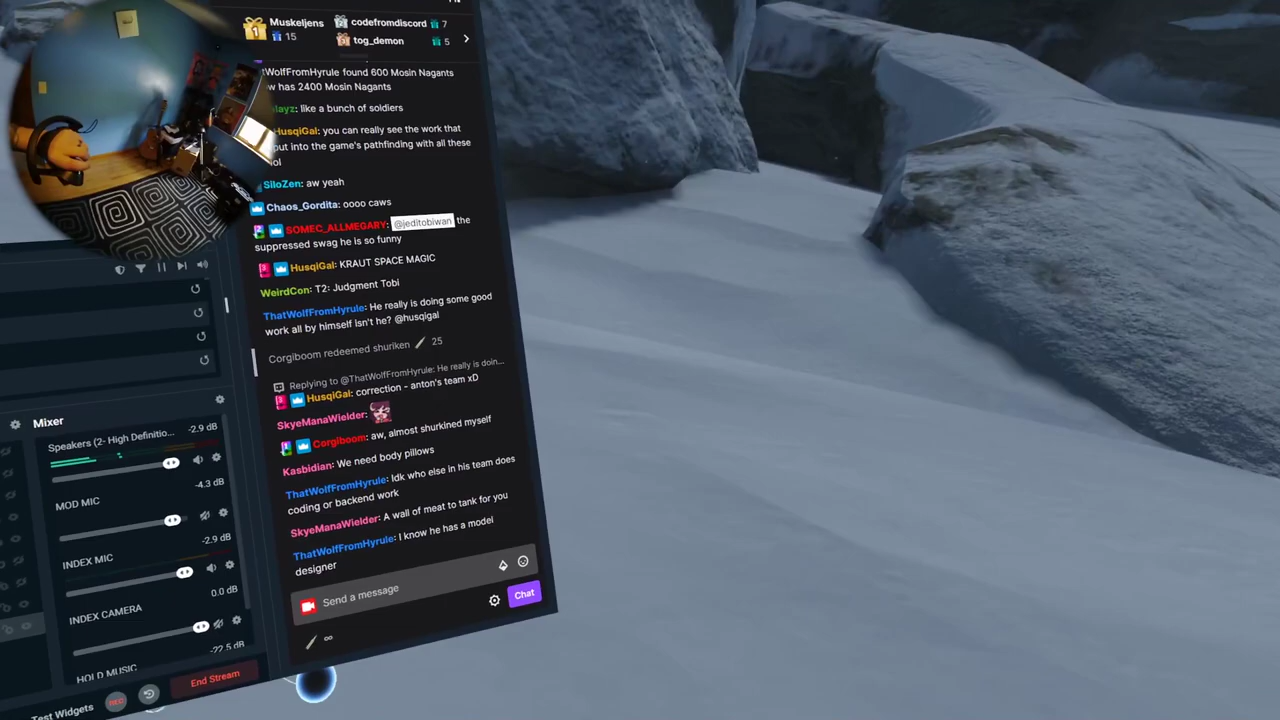 Muskeljens
15
codefromdiscord 7
tog_demon 5
tWolfFromHyrule found 600 Mosin Nagants
w has 2400 Mosin Nagants
layz: like a bunch of soldiers
HusqiGal: you can really see the work that
put into the game's pathfinding with all these
lol
SiloZen: aw yeah
Chaos_Gordita: oooo caws
SOMEC_ALLMEGARY: @jeditobiwan the
suppressed swag he is so funny
HusqiGal: KRAUT SPACE MAGIC
WeirdCon: T2: Judgment Tobi
ThatWolfFromHyrule: He really is doing some good
work all by himself isn't he? @husqigal
Corgiboom redeemed shuriken 25
Replying to @ThatWolfFromHyrule: He really is doin...
HusqiGal: correction - anton's team xD
SkyeManaWielder:
Corgiboom: aw, almost shurkined myself
Kasbidian: We need body pillows
ThatWolfFromHyrule: Idk who else in his team does
coding or backend work
SkyeManaWielder: A wall of meat to tank for you
ThatWolfFromHyrule: I know he has a model
designer
Send a message
Chat
∞
Mixer
Speakers (2- High Definitio... -2.9 dB
MOD MIC -4.3 dB
INDEX MIC -2.9 dB
INDEX CAMERA 0.0 dB
HOLD MUSIC -22.5 dB
Test Widgets REC End Stream